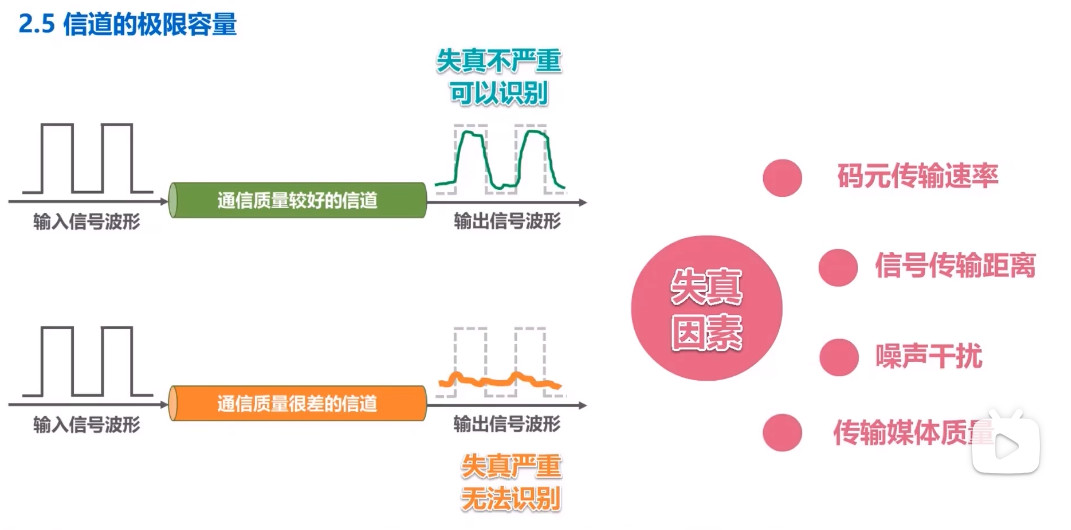 2.5 信道的极限容量
失真不严重
可以识别
通信质量较好的信道
输入信号波形
输出信号波形
通信质量很差的信道
输入信号波形
输出信号波形
失真严重
无法识别
失真
因素
码元传输速率
信号传输距离
噪声干扰
传输媒体质量